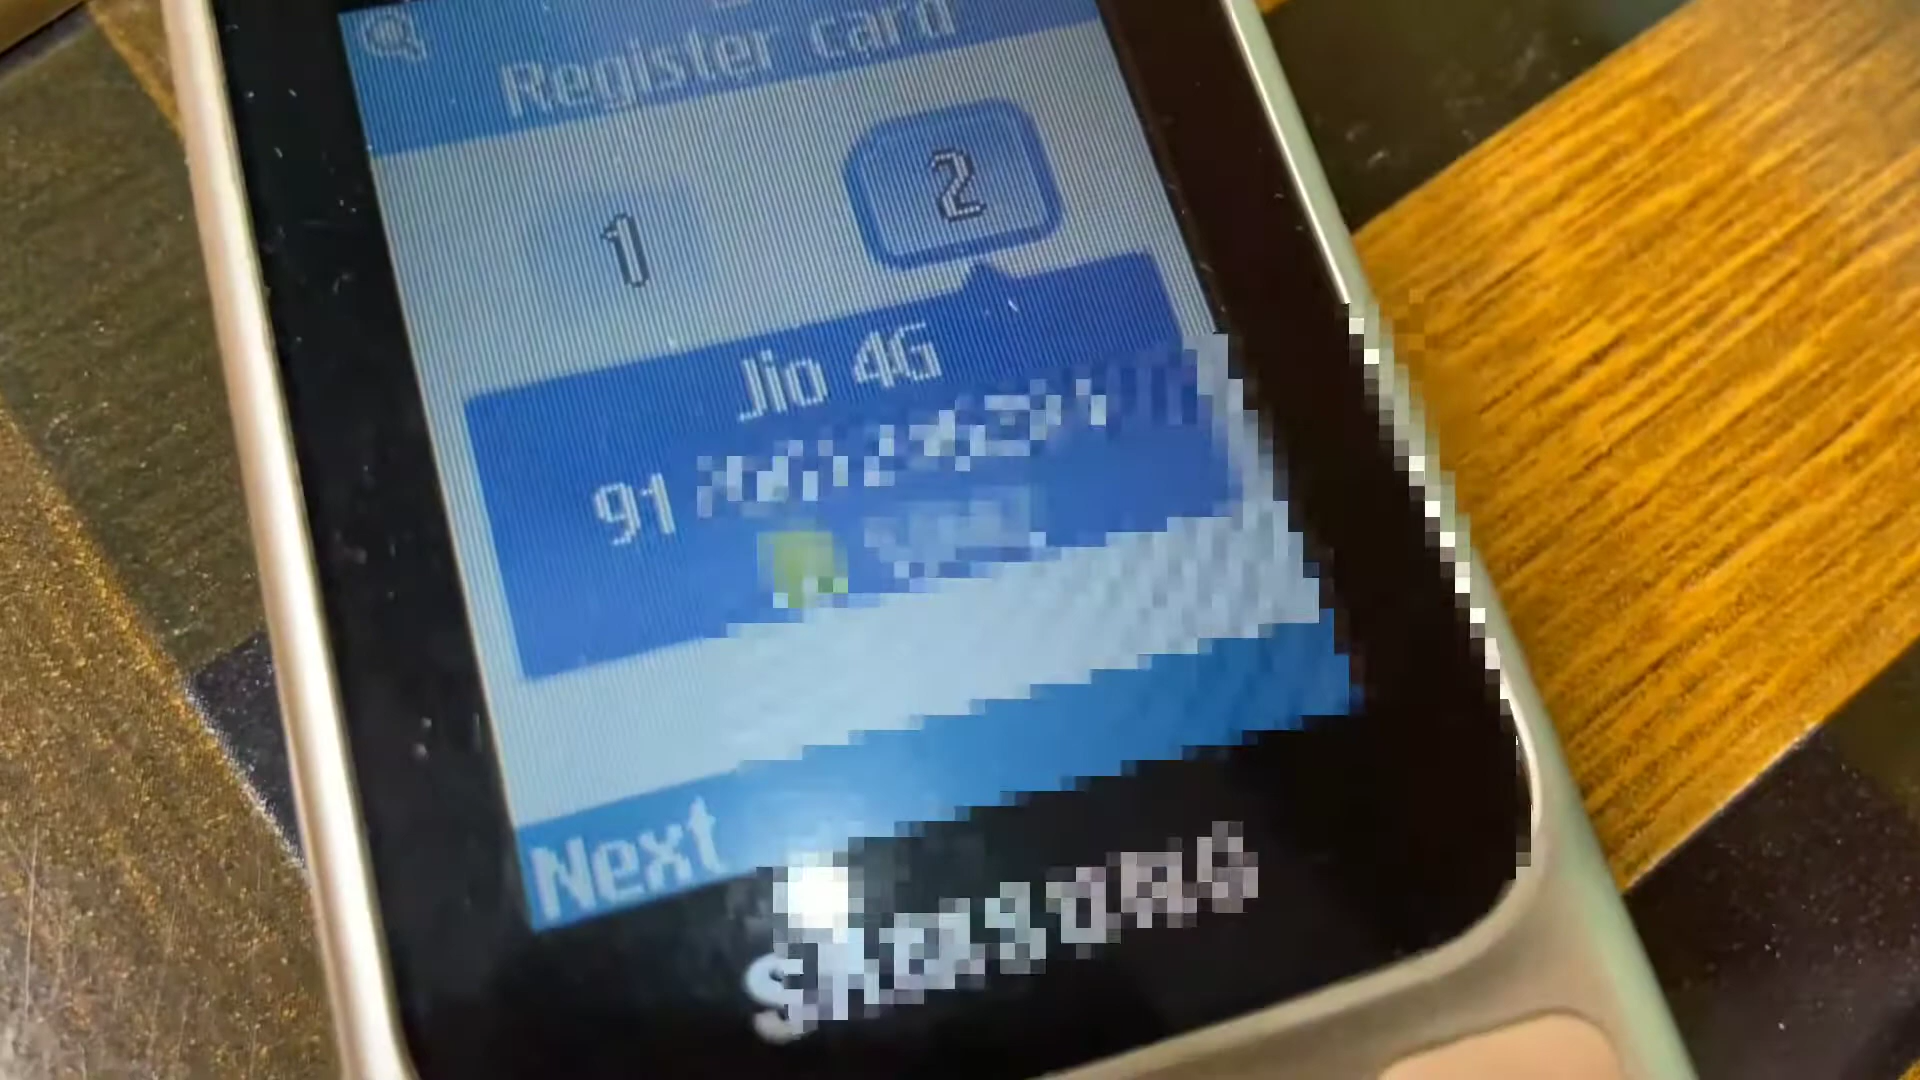 Register card
1 2
Jio 4G
91
Next
SAMSUNG